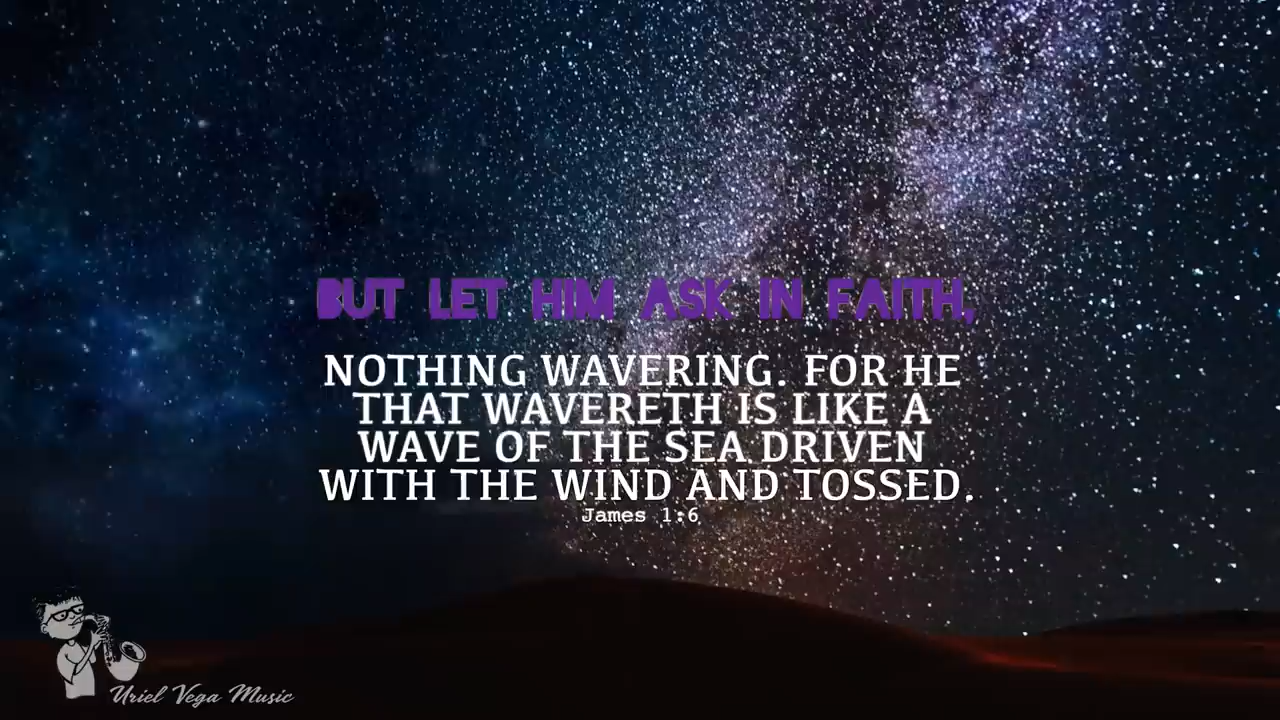 BUT LET HIM ASK IN FAITH,
NOTHING WAVERING. FOR HE
THAT WAVERETH IS LIKE A
WAVE OF THE SEA DRIVEN
WITH THE WIND AND TOSSED.
James 1:6
Uriel Vega Music